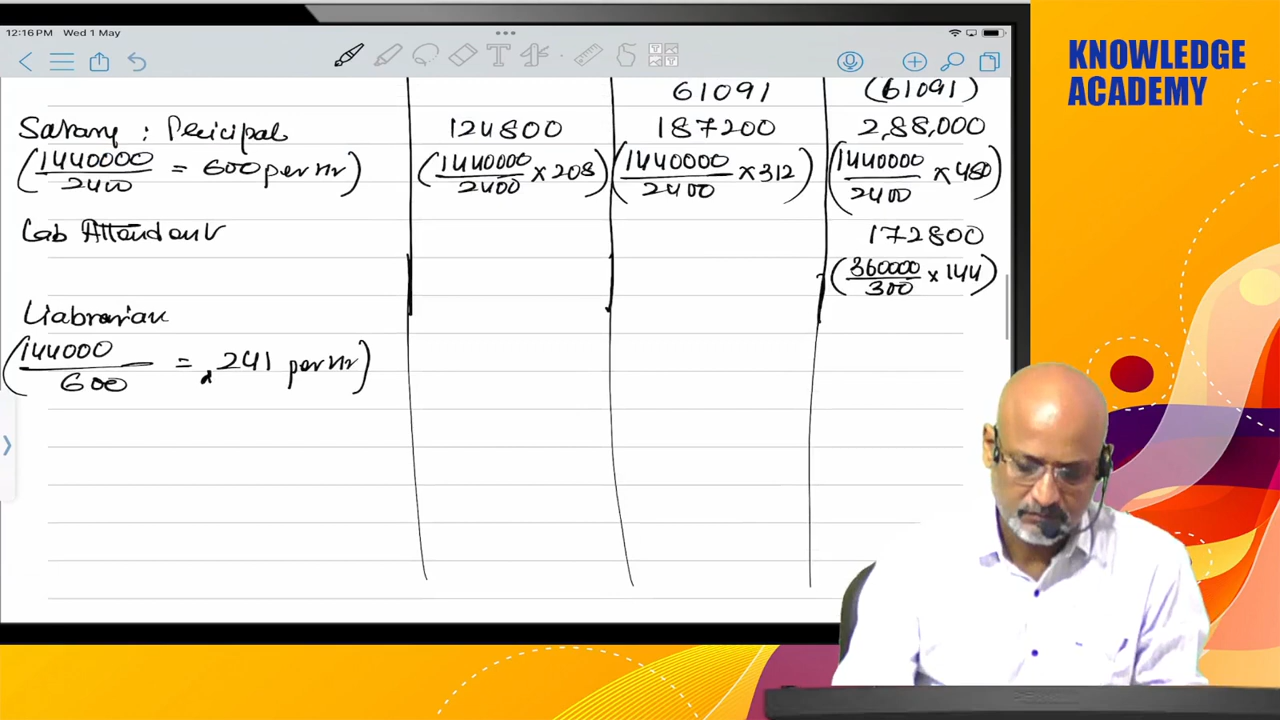 12:16 PM Wed 1 May
KNOWLEDGE
ACADEMY
61091 (61091)
Salary : Pricipal 124800 187200 2,88,000
(1440000/2400 = 600 per Hr) (1440000/2400 × 208) (1440000/2400 × 312) (1440000/2400 × 480)
Lab Attendant 172800
(360000/300 × 144)
Liabrarian
(144000/600 = 241 per Hr)